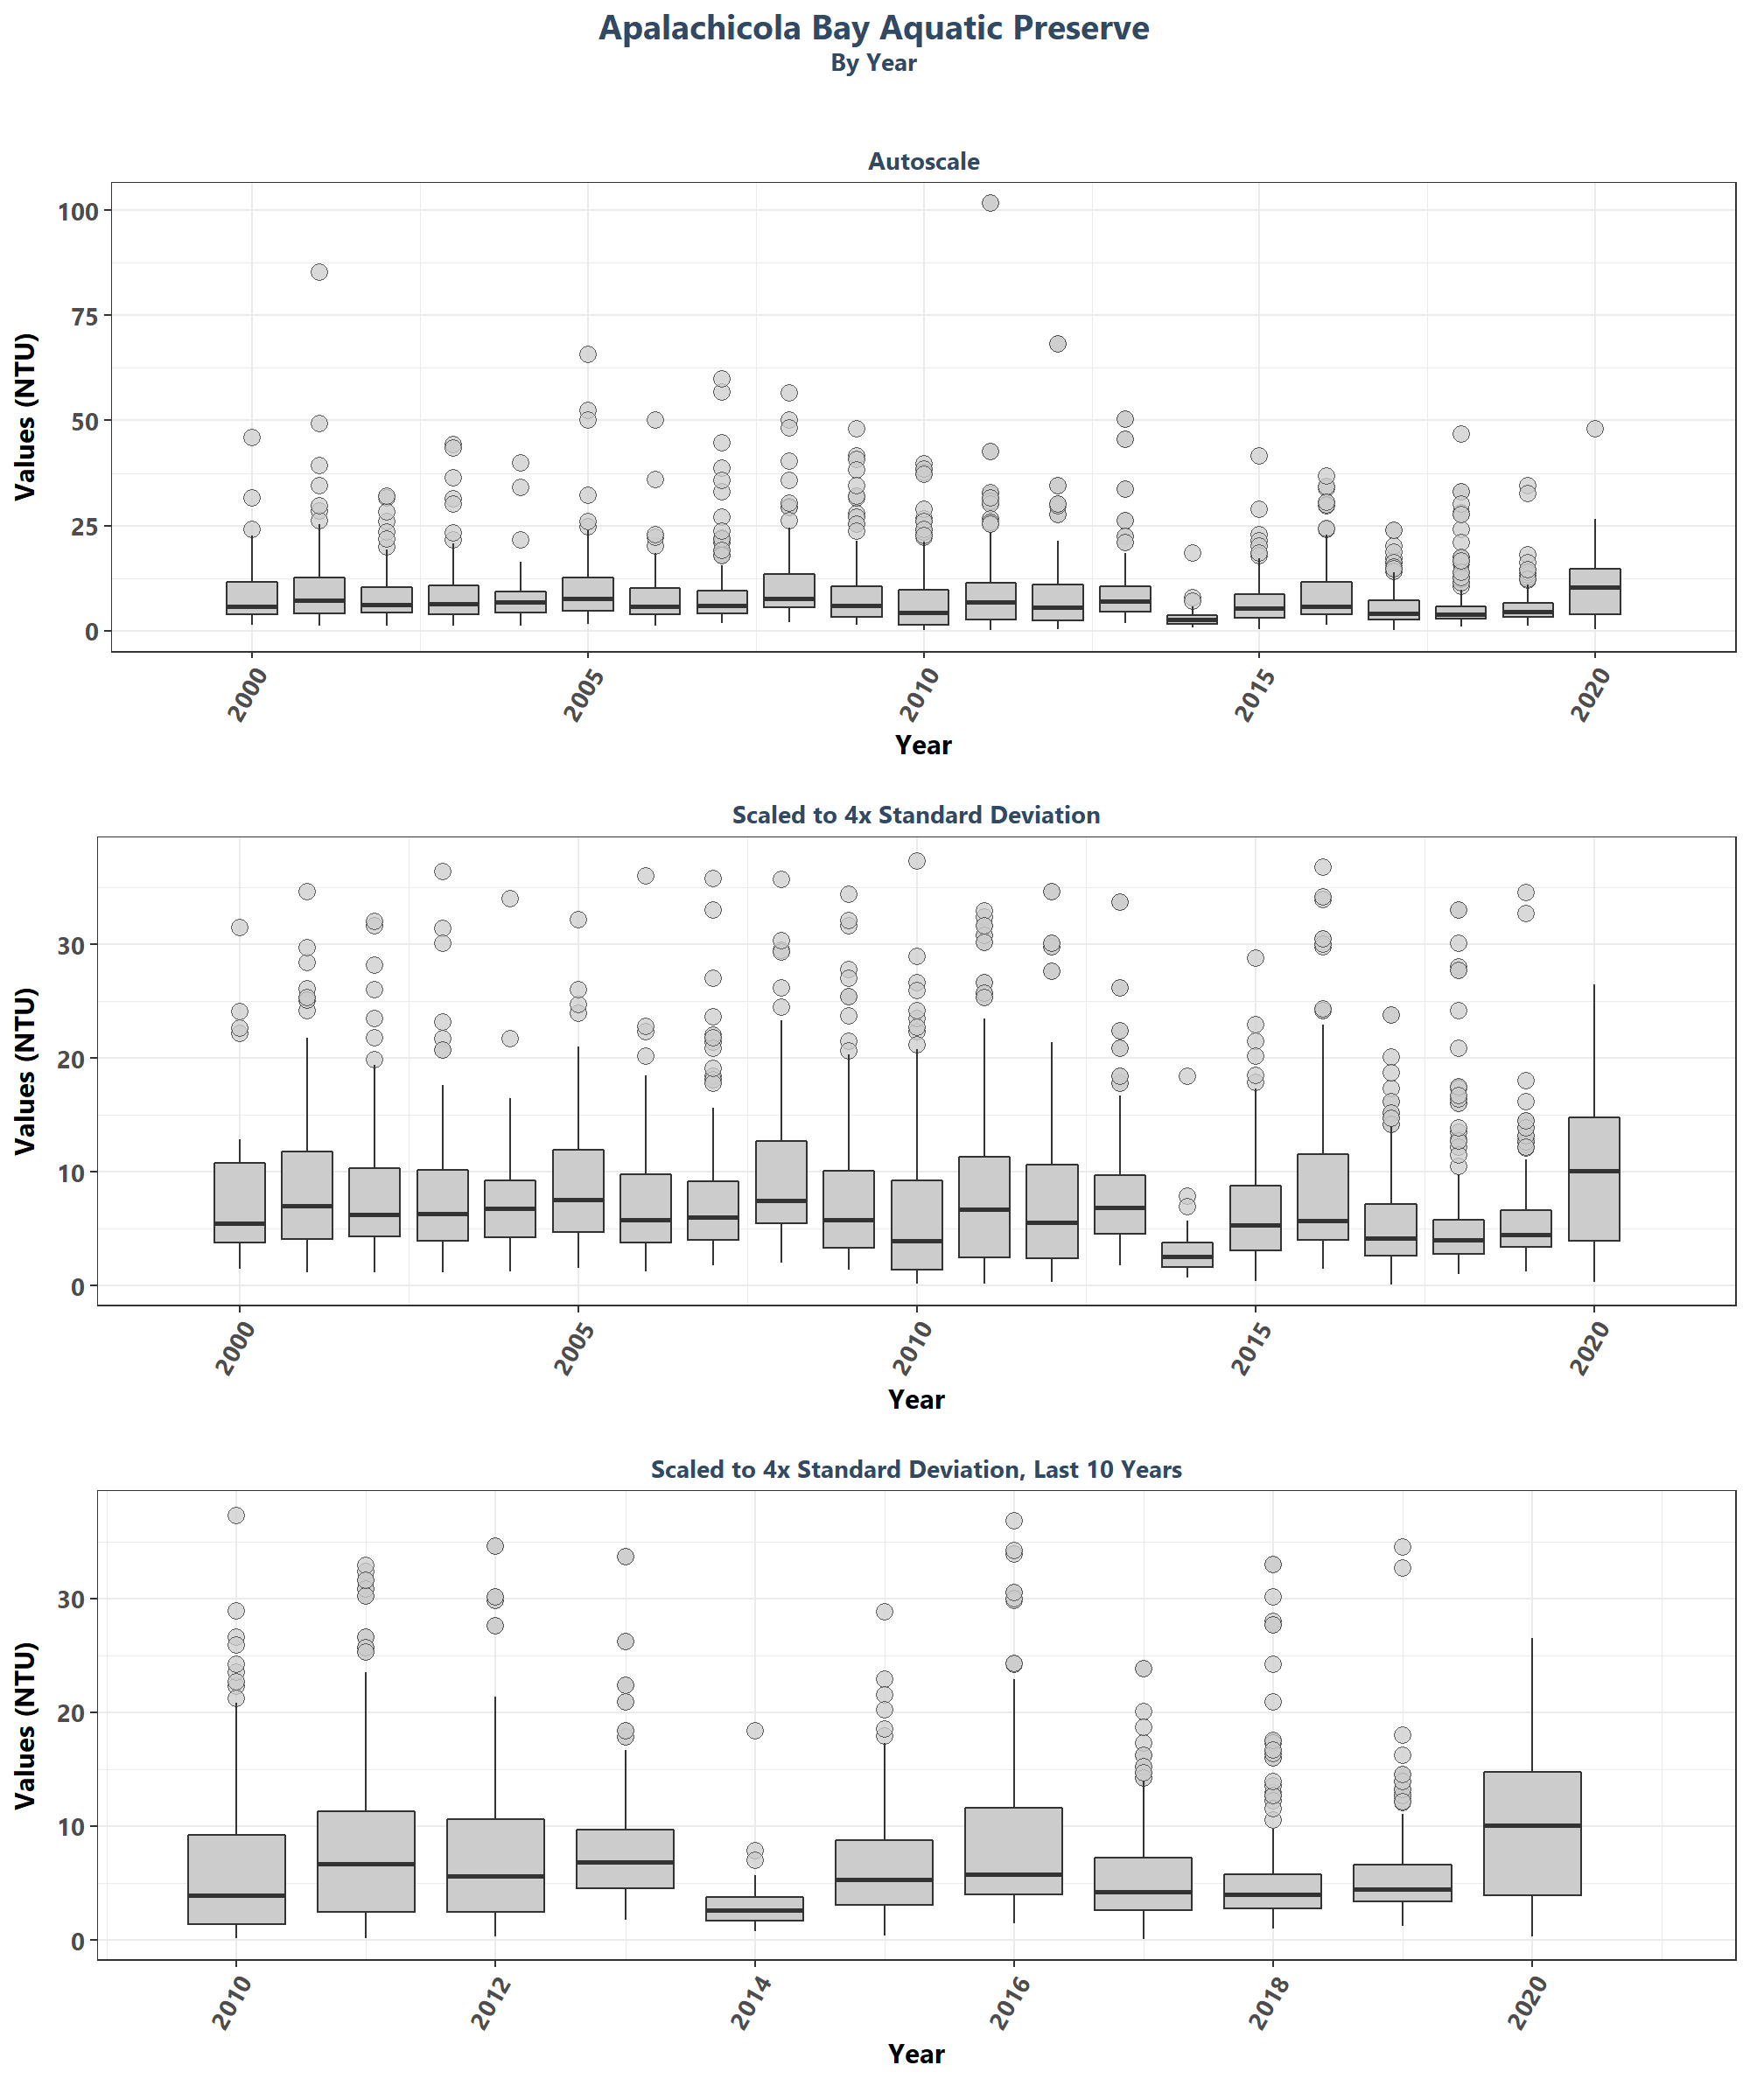 Apalachicola Bay Aquatic Preserve
By Year
Autoscale
Values (NTU)
100
75
50
25
0
2000 2005 2010 2015 2020
Year
Scaled to 4x Standard Deviation
Values (NTU)
30
20
10
0
2000 2005 2010 2015 2020
Year
Scaled to 4x Standard Deviation, Last 10 Years
Values (NTU)
30
20
10
0
2010 2012 2014 2016 2018 2020
Year